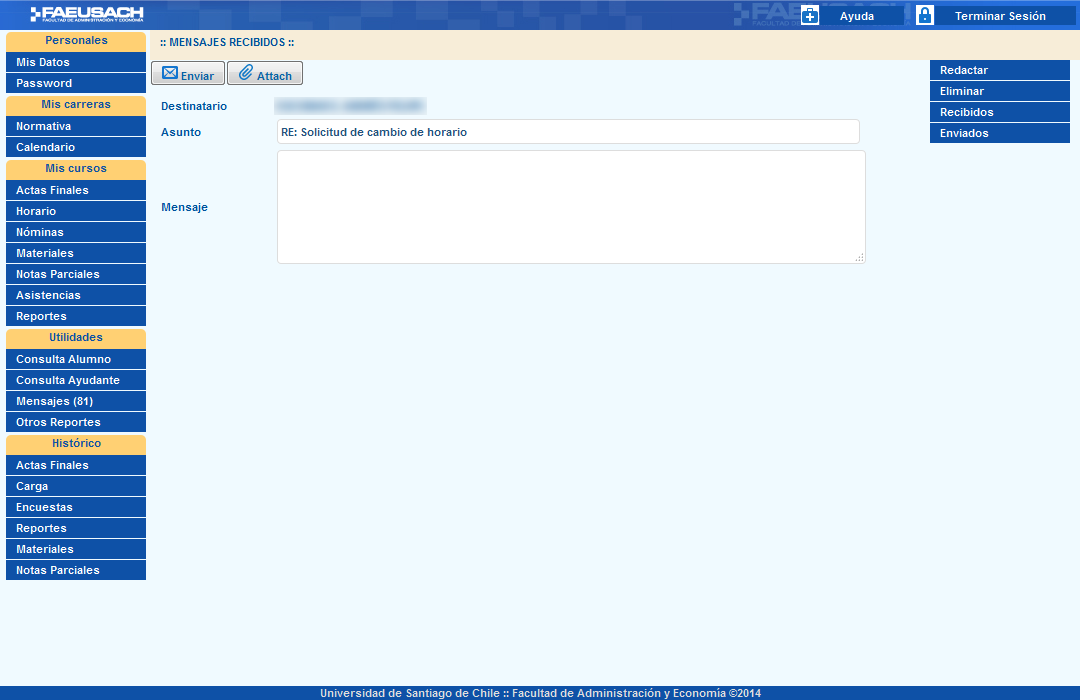 FAEUSACH
FACULTAD DE ADMINISTRACIÓN Y ECONOMÍA
Ayuda
Terminar Sesión
Personales
Mis Datos
Password
Mis carreras
Normativa
Calendario
Mis cursos
Actas Finales
Horario
Nóminas
Materiales
Notas Parciales
Asistencias
Reportes
Utilidades
Consulta Alumno
Consulta Ayudante
Mensajes (81)
Otros Reportes
Histórico
Actas Finales
Carga
Encuestas
Reportes
Materiales
Notas Parciales
:: MENSAJES RECIBIDOS ::
Enviar Attach
Destinatario
Asunto RE: Solicitud de cambio de horario
Mensaje
Redactar
Eliminar
Recibidos
Enviados
Universidad de Santiago de Chile :: Facultad de Administración y Economía ©2014